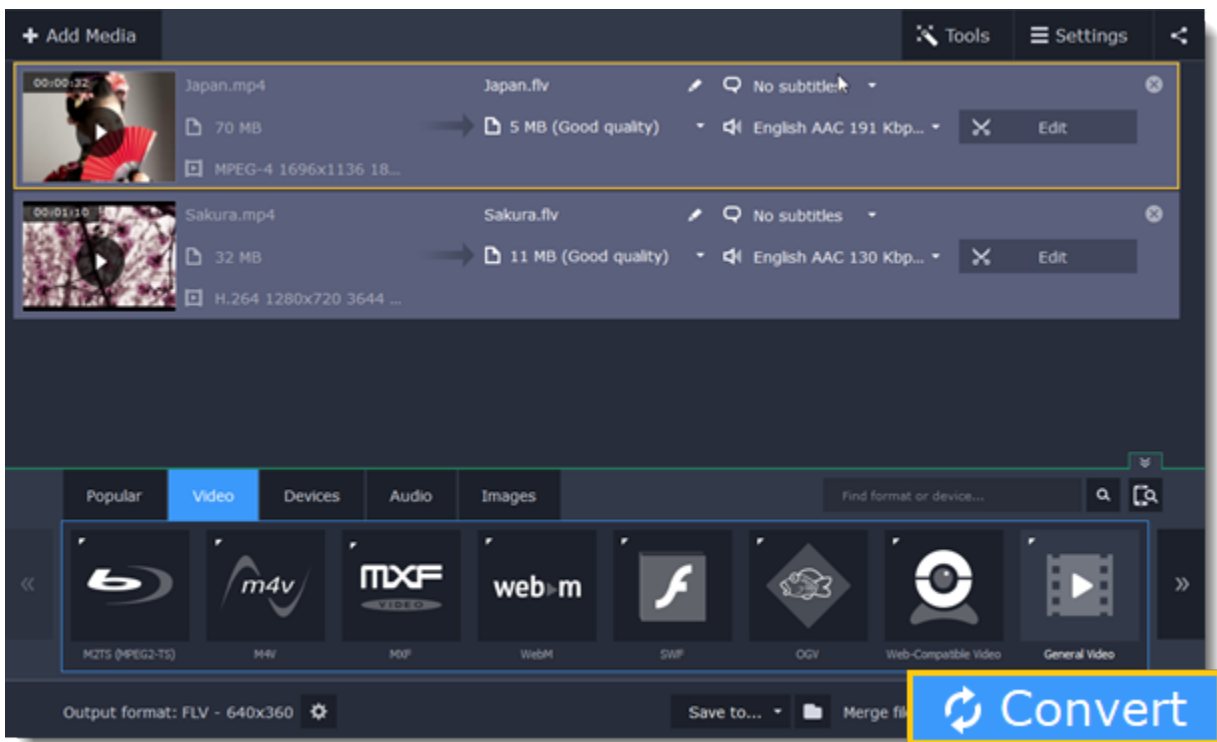 Add Media
Tools
Settings
00:00:32
Japan.mp4
Japan.flv
No subtitles
70 MB
5 MB (Good quality)
English AAC 191 Kbp...
Edit
MPEG-4 1696x1136 18...
00:01:10
Sakura.mp4
Sakura.flv
No subtitles
32 MB
11 MB (Good quality)
English AAC 130 Kbp...
Edit
H.264 1280x720 3644 ...
Popular
Video
Devices
Audio
Images
Find format or device...
m4v
MXF
VIDEO
web m
M2TS (MPEG2-TS)
M4V
MXF
WebM
SWF
OGV
Web-Compatible Video
General Video
Output format: FLV - 640x360
Save to...
Merge fil
Convert